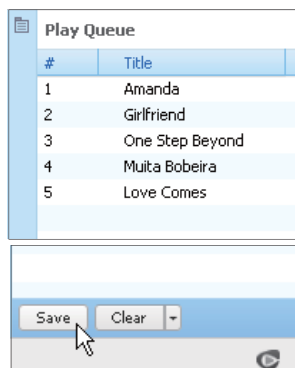 Play Queue
# Title
1 Amanda
2 Girlfriend
3 One Step Beyond
4 Muita Bobeira
5 Love Comes
Save Clear